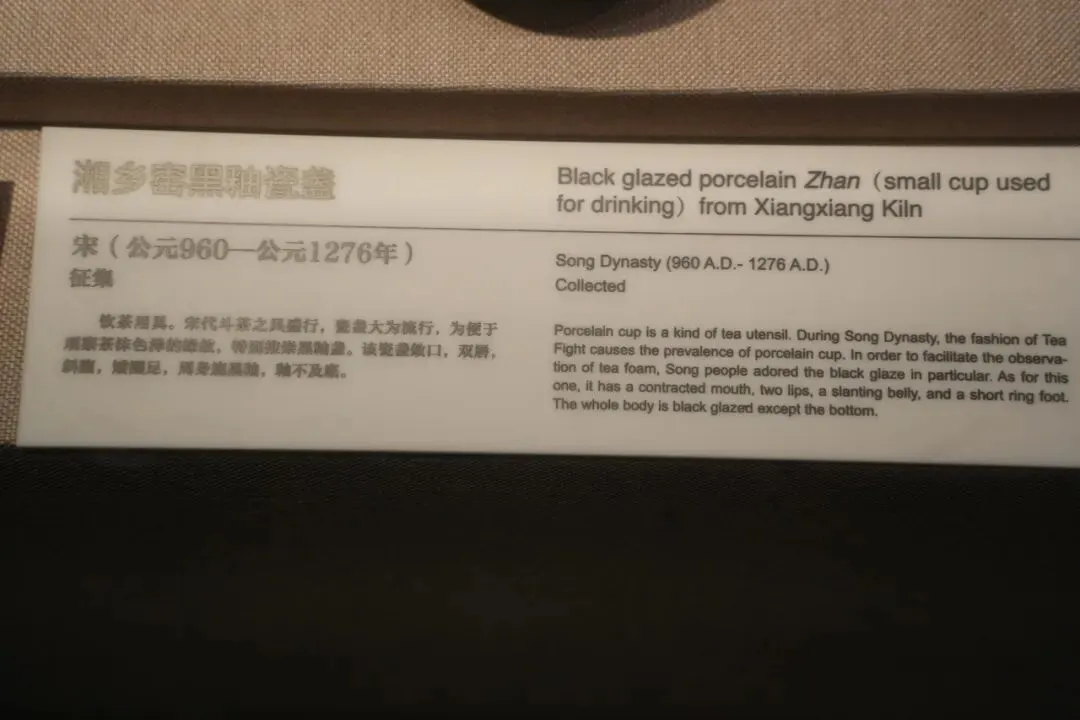 湘乡窑黑釉瓷盏
宋（公元960—公元1276年）
征集
饮茶用具。宋代斗茶之风盛行，瓷盏大为流行，为便于
观察茶沫色泽的，特别推崇黑釉盏。该瓷盏敛口，双唇，
斜腹，矮圈足，周身施黑釉，釉不及底。
Black glazed porcelain Zhan（small cup used
for drinking）from Xiangxiang Kiln
Song Dynasty (960 A.D.- 1276 A.D.)
Collected
Porcelain cup is a kind of tea utensil. During Song Dynasty, the fashion of Tea
Fight causes the prevalence of porcelain cup. In order to facilitate the observa-
tion of tea foam, Song people adored the black glaze in particular. As for this
one, it has a contracted mouth, two lips, a slanting belly, and a short ring foot.
The whole body is black glazed except the bottom.